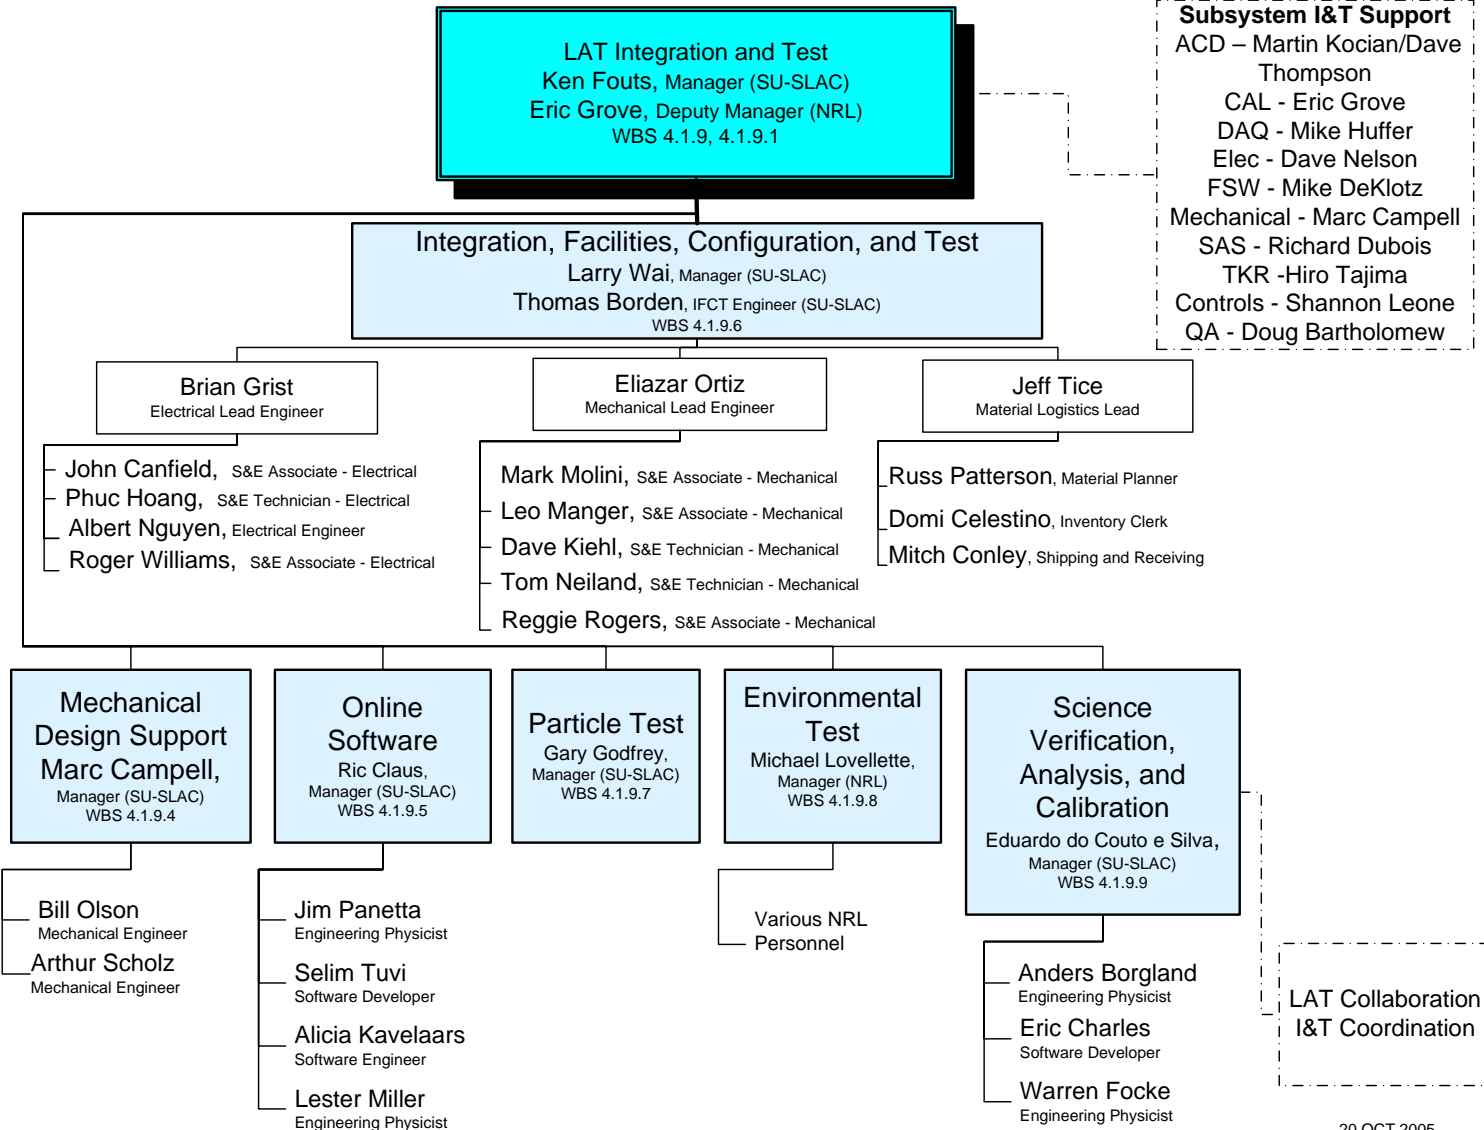 LAT Integration and Test
Ken Fouts, Manager (SU-SLAC)
Eric Grove, Deputy Manager (NRL)
WBS 4.1.9, 4.1.9.1
Subsystem I&T Support
ACD – Martin Kocian/Dave
Thompson
CAL - Eric Grove
DAQ - Mike Huffer
Elec - Dave Nelson
FSW - Mike DeKlotz
Mechanical - Marc Campell
SAS - Richard Dubois
TKR -Hiro Tajima
Controls - Shannon Leone
QA - Doug Bartholomew
Integration, Facilities, Configuration, and Test
Larry Wai, Manager (SU-SLAC)
Thomas Borden, IFCT Engineer (SU-SLAC)
WBS 4.1.9.6
Brian Grist
Electrical Lead Engineer
John Canfield, S&E Associate - Electrical
Phuc Hoang, S&E Technician - Electrical
Albert Nguyen, Electrical Engineer
Roger Williams, S&E Associate - Electrical
Eliazar Ortiz
Mechanical Lead Engineer
Mark Molini, S&E Associate - Mechanical
Leo Manger, S&E Associate - Mechanical
Dave Kiehl, S&E Technician - Mechanical
Tom Neiland, S&E Technician - Mechanical
Reggie Rogers, S&E Associate - Mechanical
Jeff Tice
Material Logistics Lead
Russ Patterson, Material Planner
Domi Celestino, Inventory Clerk
Mitch Conley, Shipping and Receiving
Mechanical
Design Support
Marc Campell,
Manager (SU-SLAC)
WBS 4.1.9.4
Bill Olson
Mechanical Engineer
Arthur Scholz
Mechanical Engineer
Online
Software
Ric Claus,
Manager (SU-SLAC)
WBS 4.1.9.5
Jim Panetta
Engineering Physicist
Selim Tuvi
Software Developer
Alicia Kavelaars
Software Engineer
Lester Miller
Engineering Physicist
Particle Test
Gary Godfrey,
Manager (SU-SLAC)
WBS 4.1.9.7
Environmental
Test
Michael Lovellette,
Manager (NRL)
WBS 4.1.9.8
Various NRL
Personnel
Science
Verification,
Analysis, and
Calibration
Eduardo do Couto e Silva,
Manager (SU-SLAC)
WBS 4.1.9.9
Anders Borgland
Engineering Physicist
Eric Charles
Software Developer
Warren Focke
Engineering Physicist
LAT Collaboration
I&T Coordination
20 OCT 2005